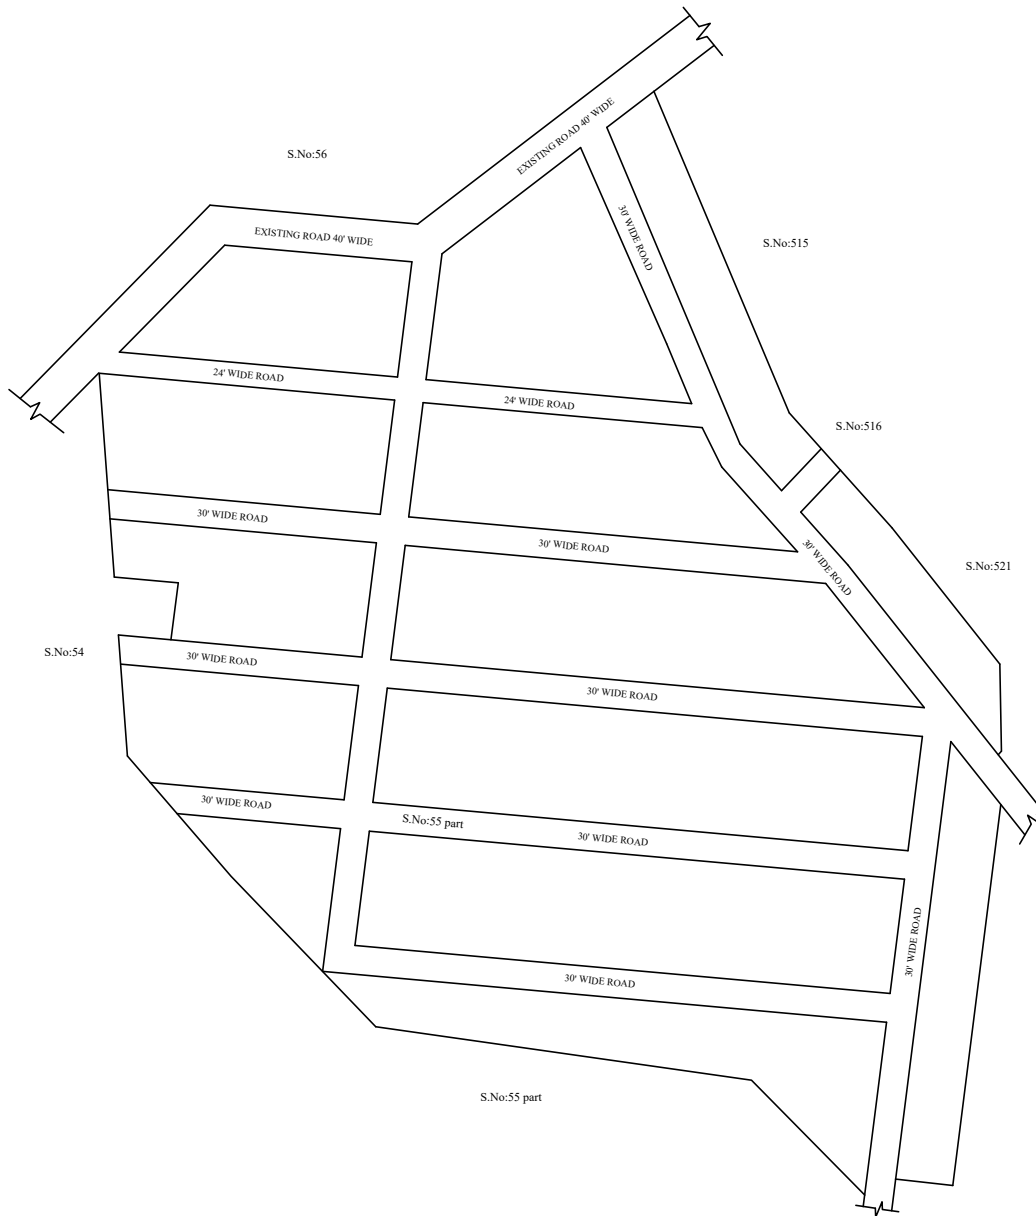 EXISTING ROAD 40' WIDE
S.No:56
30' WIDE ROAD
EXISTING ROAD 40' WIDE
S.No:515
24' WIDE ROAD
24' WIDE ROAD
S.No:516
30' WIDE ROAD
30' WIDE ROAD
30' WIDE ROAD
S.No:521
S.No:54
30' WIDE ROAD
30' WIDE ROAD
30' WIDE ROAD
S.No:55 part
30' WIDE ROAD
30' WIDE ROAD
30' WIDE ROAD
S.No:55 part